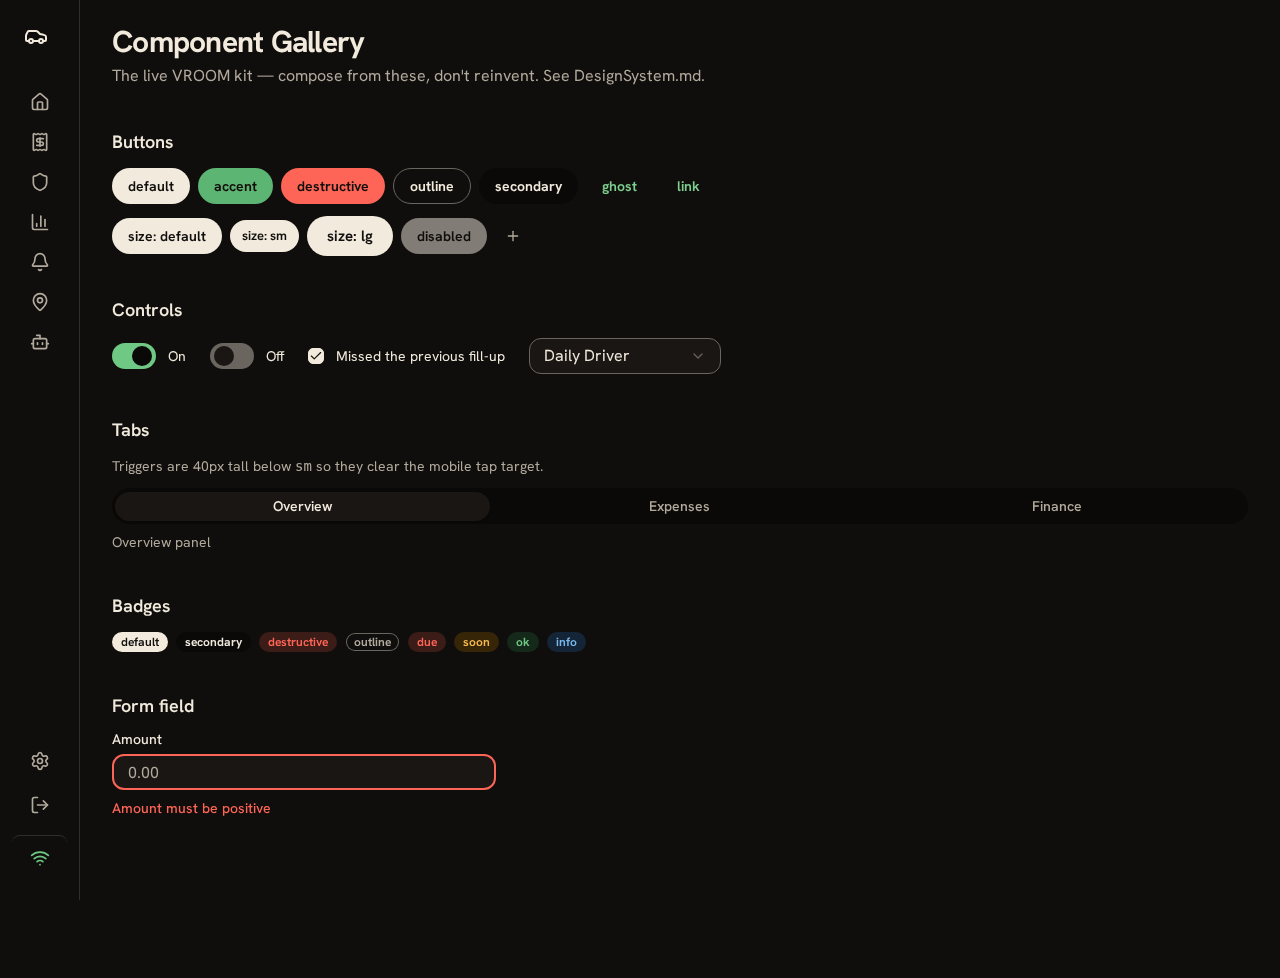 Component Gallery
The live VROOM kit — compose from these, don't reinvent. See DesignSystem.md.
Buttons
default accent destructive outline secondary ghost link
size: default size: sm size: lg disabled
Controls
On Off Missed the previous fill-up Daily Driver
Tabs
Triggers are 40px tall below sm so they clear the mobile tap target.
Overview Expenses Finance
Overview panel
Badges
default secondary destructive outline due soon ok info
Form field
Amount
0.00
Amount must be positive